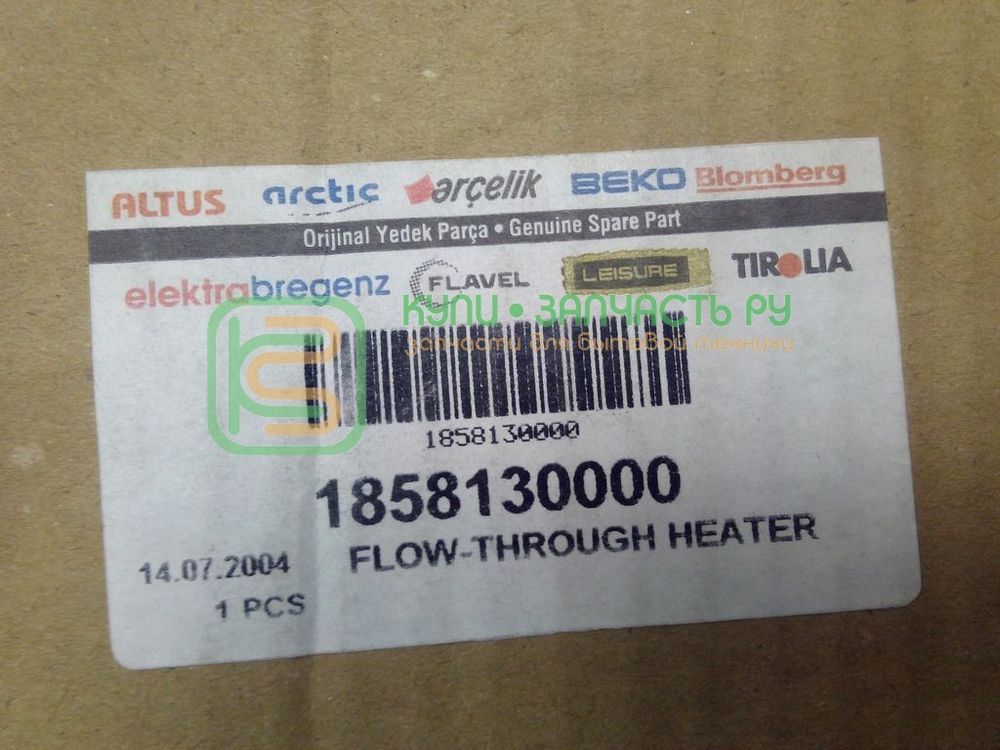 ALTUS arctic arçelik BEKO Blomberg
Orijinal Yedek Parça • Genuine Spare Part
elektrabregenz FLAVEL LEISURE TIROLIA
КУПИ • ЗАПЧАСТЬ РУ
запчасти для бытовой техники
1858130000
1858130000
FLOW-THROUGH HEATER
14.07.2004
1 PCS